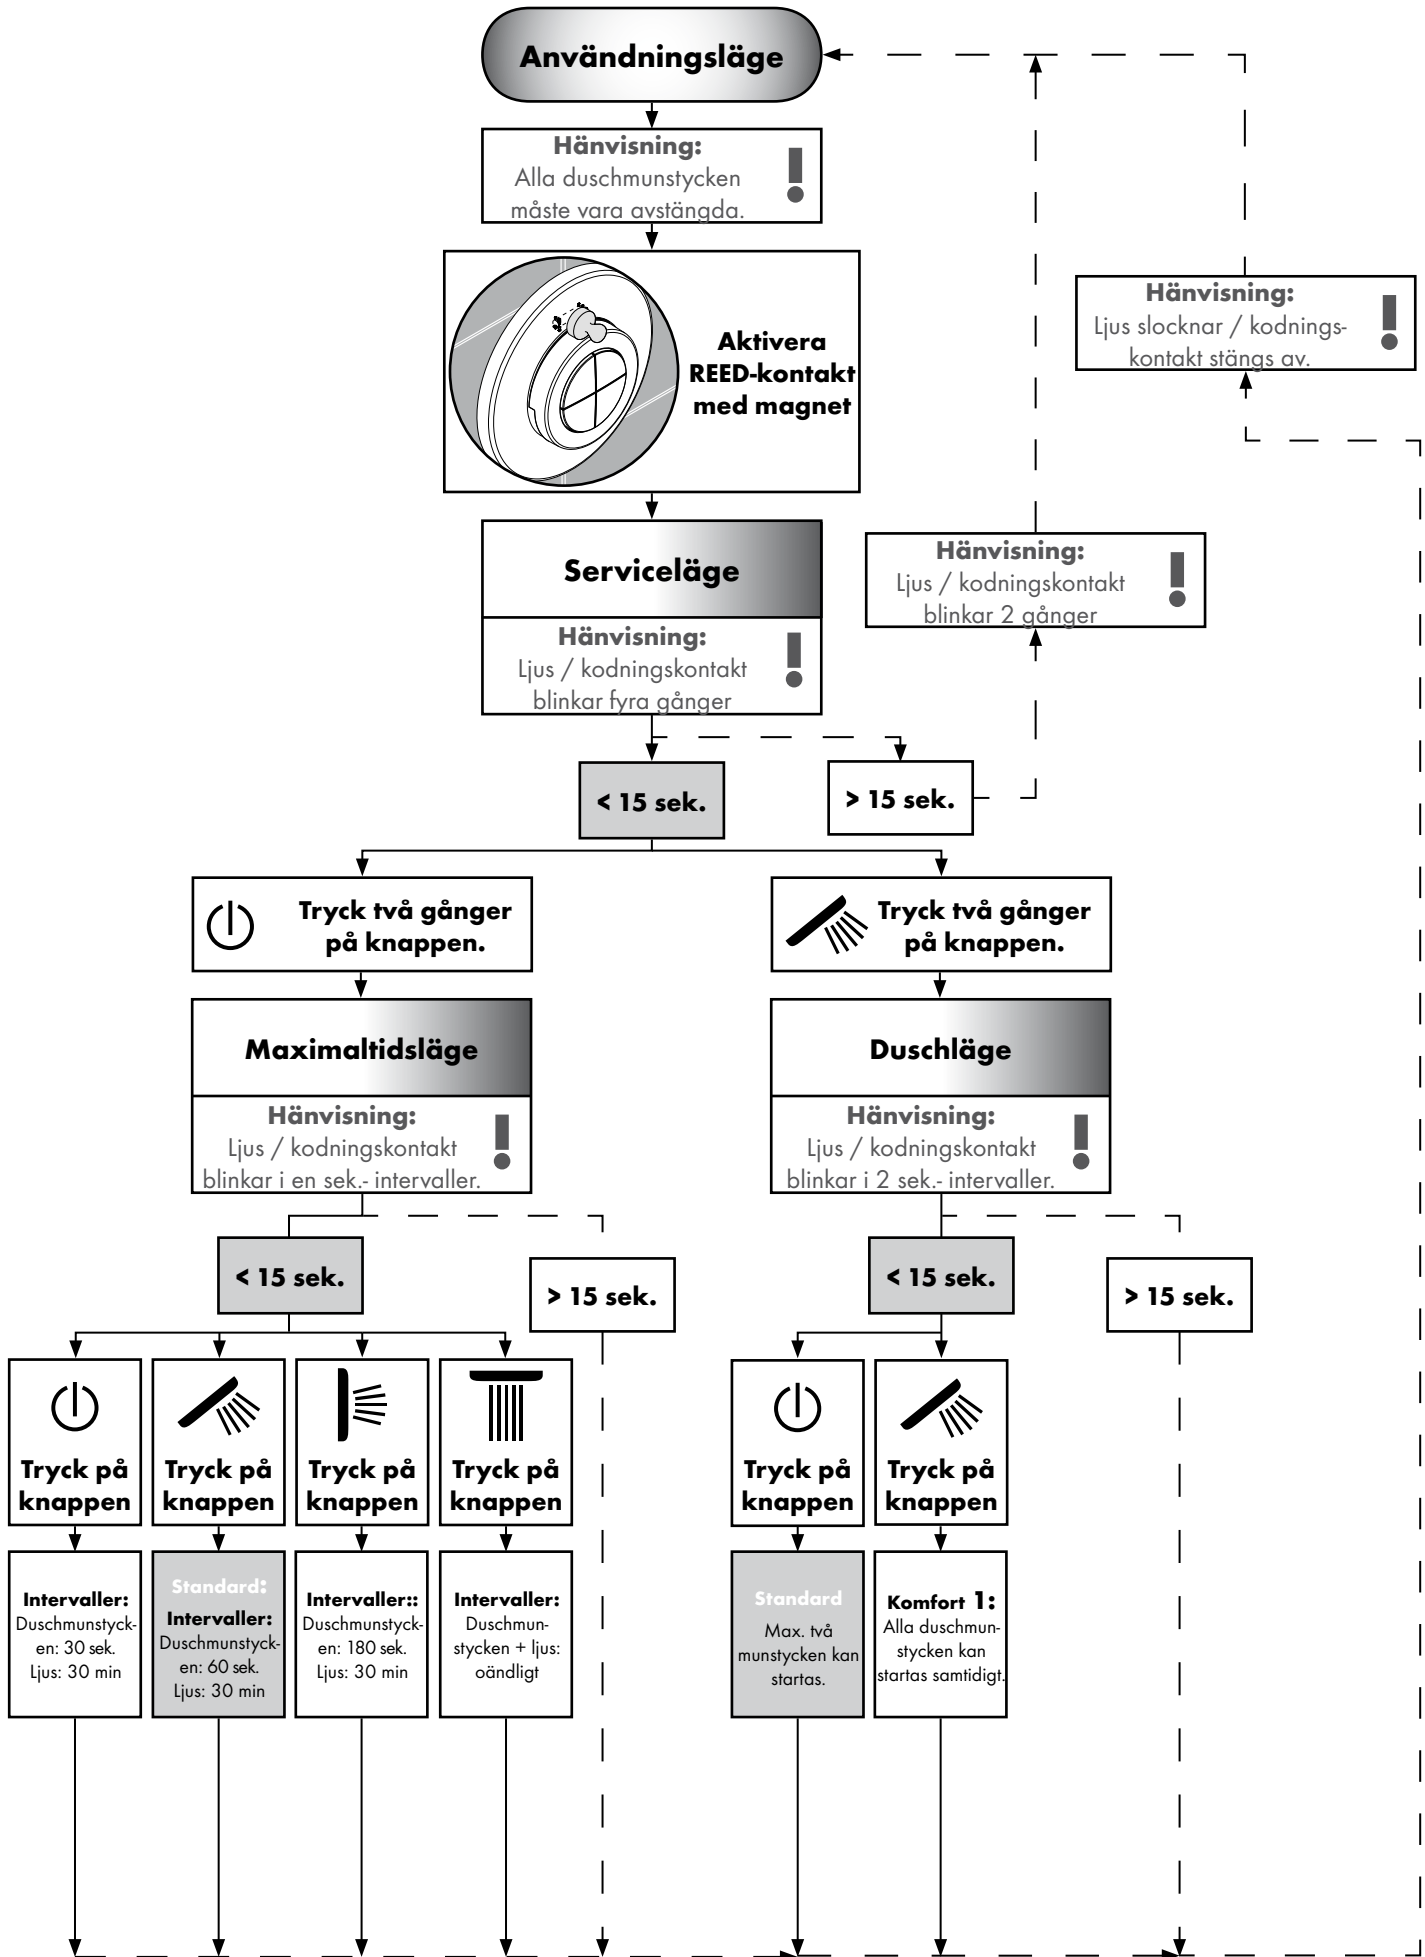 Användningsläge
Hänvisning:
Alla duschmunstycken
måste vara avstängda.
Aktivera
REED-kontakt
med magnet
Hänvisning:
Ljus slocknar / kodnings-
kontakt stängs av.
Serviceläge
Hänvisning:
Ljus / kodningskontakt
blinkar fyra gånger
Hänvisning:
Ljus / kodningskontakt
blinkar 2 gånger
< 15 sek.
> 15 sek.
Tryck två gånger
på knappen.
Tryck två gånger
på knappen.
Maximaltidsläge
Hänvisning:
Ljus / kodningskontakt
blinkar i en sek.- intervaller.
Duschläge
Hänvisning:
Ljus / kodningskontakt
blinkar i 2 sek.- intervaller.
< 15 sek.
> 15 sek.
< 15 sek.
> 15 sek.
Tryck på
knappen
Tryck på
knappen
Tryck på
knappen
Tryck på
knappen
Tryck på
knappen
Tryck på
knappen
Intervaller:
Duschmunstyck-
en: 30 sek.
Ljus: 30 min
Standard:
Intervaller:
Duschmunstyck-
en: 60 sek.
Ljus: 30 min
Intervaller::
Duschmunstyck-
en: 180 sek.
Ljus: 30 min
Intervaller:
Duschmun-
stycken + ljus:
oändligt
Standard
Max. två
munstycken kan
startas.
Komfort 1:
Alla duschmun-
stycken kan
startas samtidigt.